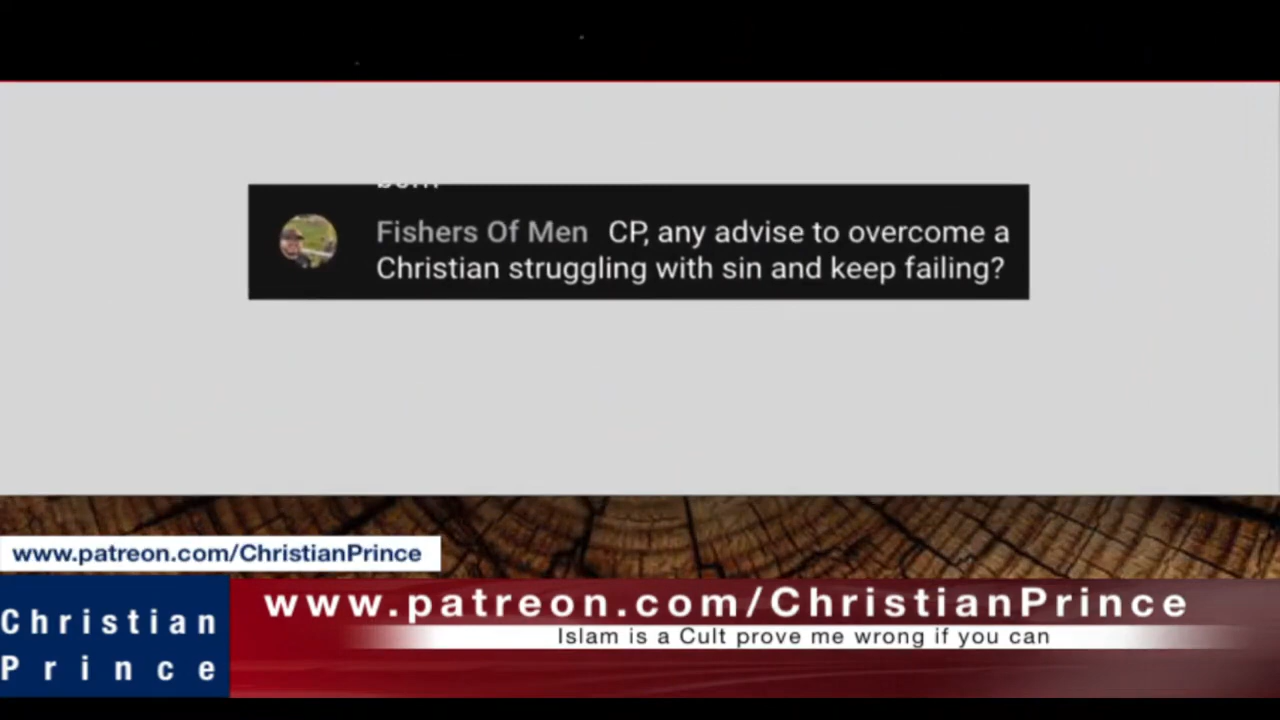 Fishers Of Men CP, any advise to overcome a
Christian struggling with sin and keep failing?
www.patreon.com/ChristianPrince
Christian
Prince
www.patreon.com/ChristianPrince
Islam is a Cult prove me wrong if you can